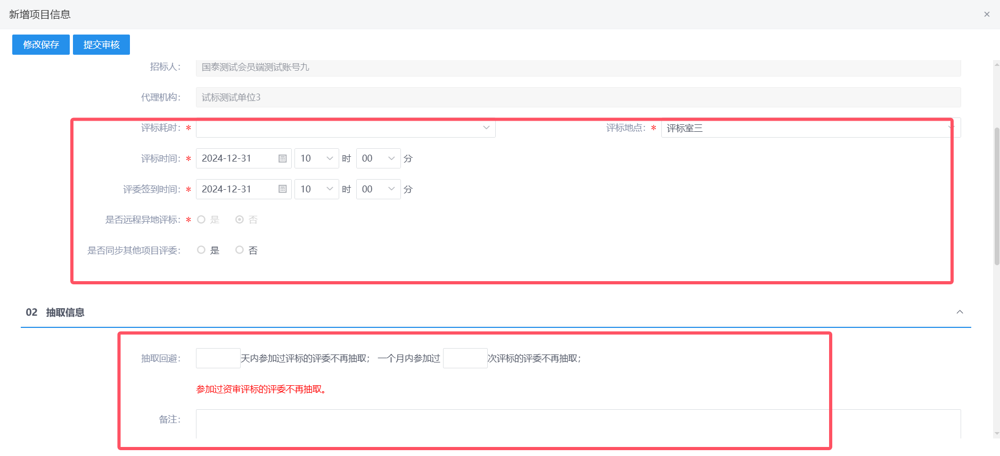 新增项目信息
修改保存 提交审核
招标人： 国泰测试会员端测试账号九
代理机构： 试标测试单位3
评标耗时：* 评标地点：* 评标室三
评标时间：* 2024-12-31 10 时 00 分
评委签到时间：* 2024-12-31 10 时 00 分
是否远程异地评标：* 是 否
是否同步其他项目评委： 是 否
02 抽取信息
抽取回避： 天内参加过评标的评委不再抽取； 一个月内参加过 次评标的评委不再抽取；
参加过资审评标的评委不再抽取。
备注：